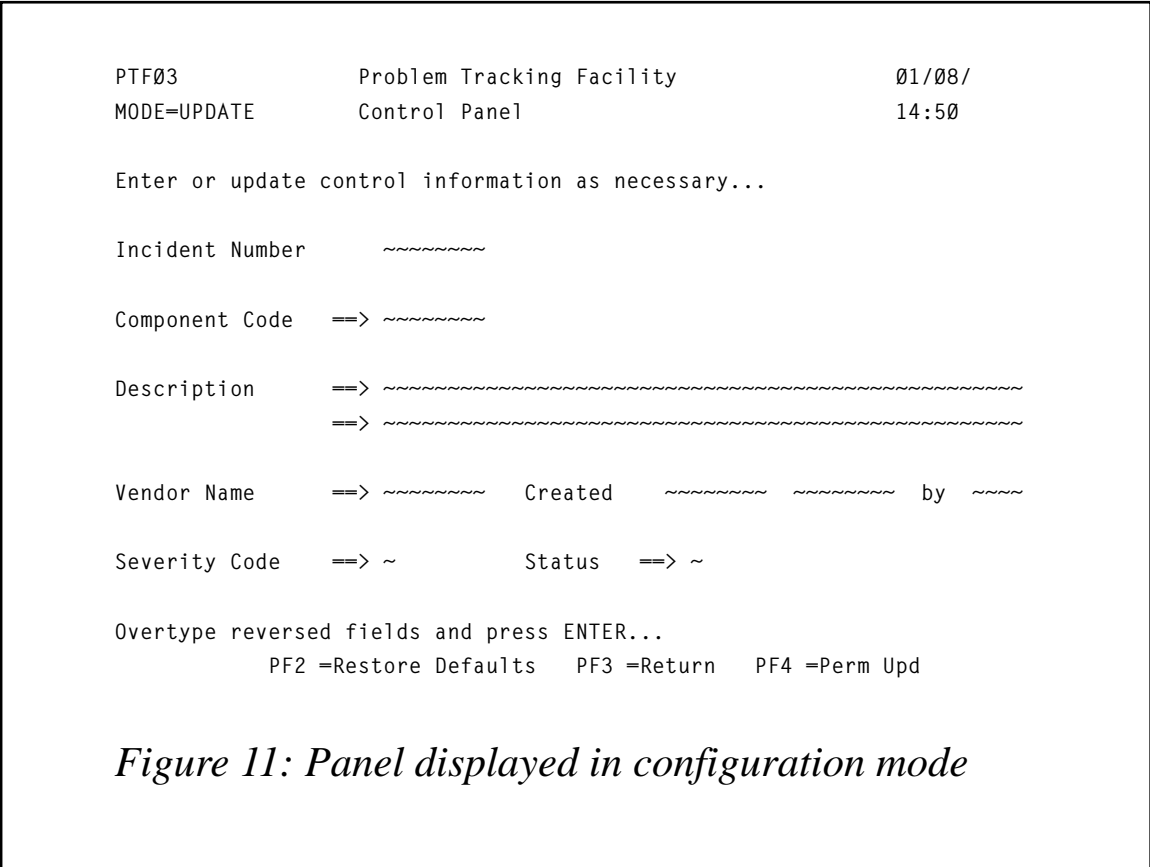 PTFØ3 Problem Tracking Facility Ø1/Ø8/
MODE=UPDATE Control Panel 14:5Ø
Enter or update control information as necessary...
Incident Number ~~~~~~~~
Component Code ==> ~~~~~~~~
Description ==> ~~~~~~~~~~~~~~~~~~~~~~~~~~~~~~~~~~~~~~~~~~~~~~~~~~
==> ~~~~~~~~~~~~~~~~~~~~~~~~~~~~~~~~~~~~~~~~~~~~~~~~~~
Vendor Name ==> ~~~~~~~~ Created ~~~~~~~~ ~~~~~~~~ by ~~~~
Severity Code ==> ~ Status ==> ~
Overtype reversed fields and press ENTER...
PF2 =Restore Defaults PF3 =Return PF4 =Perm Upd
Figure 11: Panel displayed in configuration mode